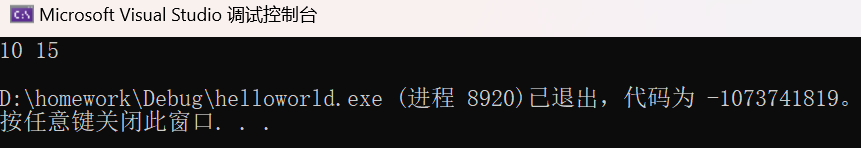 Microsoft Visual Studio 调试控制台
10 15
D:\homework\Debug\helloworld.exe (进程 8920)已退出，代码为 -1073741819。
按任意键关闭此窗口. . .